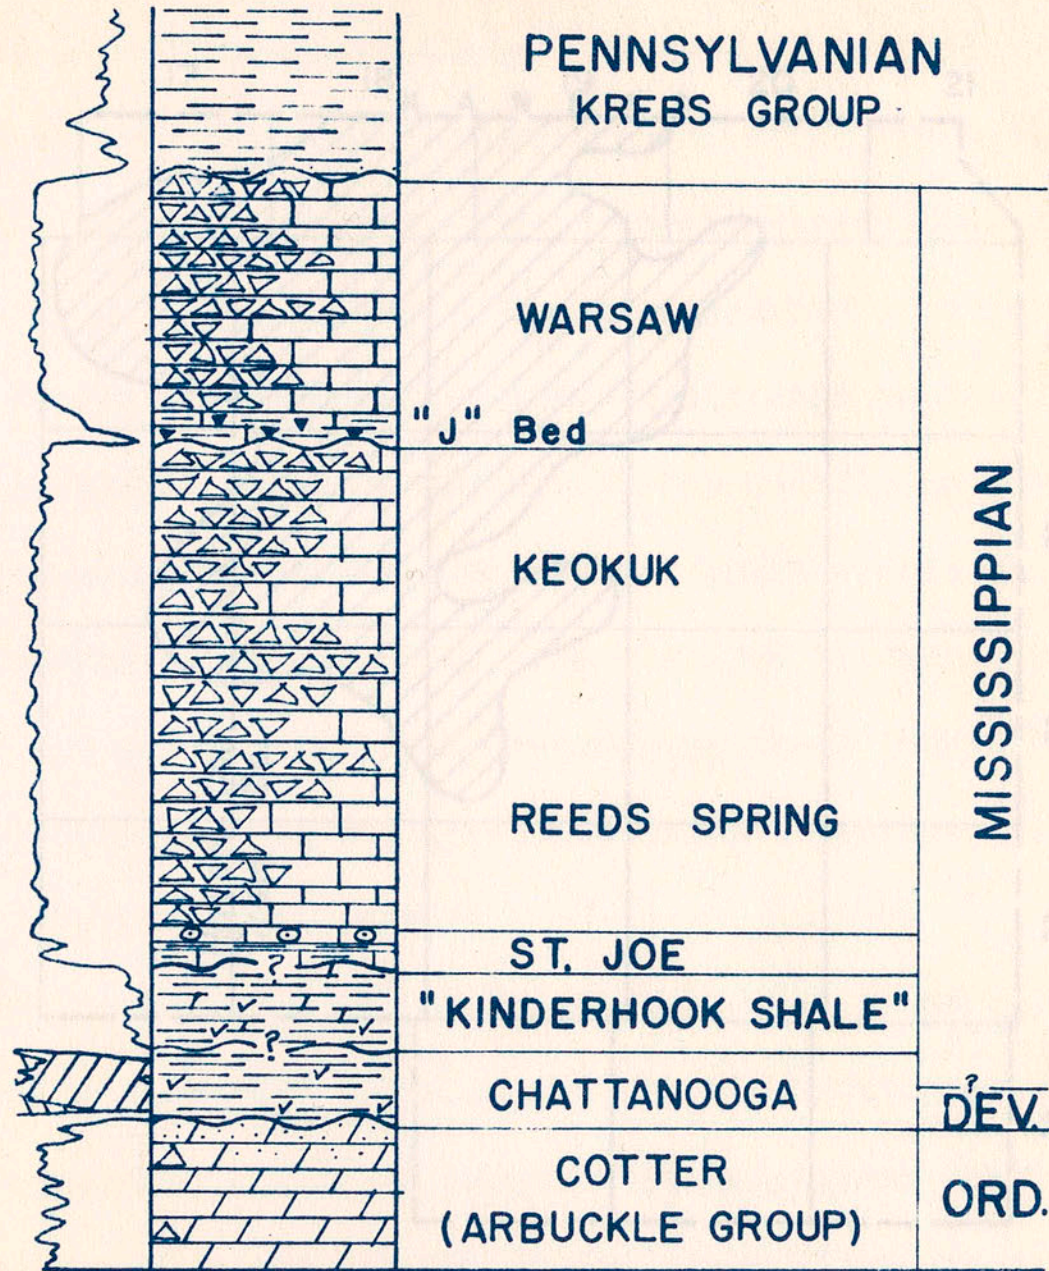 PENNSYLVANIAN
KREBS GROUP
WARSAW
"J" Bed
KEOKUK
REEDS SPRING
MISSISSIPPIAN
ST. JOE
?
"KINDERHOOK SHALE"
?
CHATTANOOGA
?
DEV.
COTTER
(ARBUCKLE GROUP)
ORD.